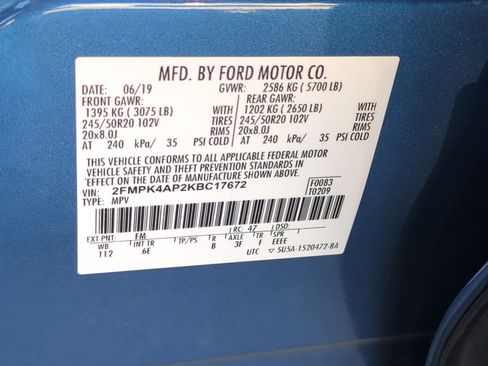 MFD. BY FORD MOTOR CO.
DATE: 06/19 GVWR: 2586 KG ( 5700 LB)
FRONT GAWR: REAR GAWR:
1395 KG ( 3075 LB) WITH 1202 KG ( 2650 LB) WITH
245/50R20 102V TIRES 245/50R20 102V TIRES
20x8.0J RIMS 20x8.0J RIMS
AT 240 kPa/ 35 PSI COLD AT 240 kPa/ 35 PSI COLD
THIS VEHICLE CONFORMS TO ALL APPLICABLE FEDERAL MOTOR
VEHICLE SAFETY AND THEFT PREVENTION STANDARDS IN
EFFECT ON THE DATE OF MANUFACTURE SHOWN ABOVE.
VIN: 2FMPK4AP2KBC17672 F0083
TYPE: MPV T0209
EXT PNT: FM RC: 47 DSO:
WB INT TR TP/PS R AXLE TR SPR
112 6E B 3F F EEEE
UTC ▽ 5U5A-1520472-BA